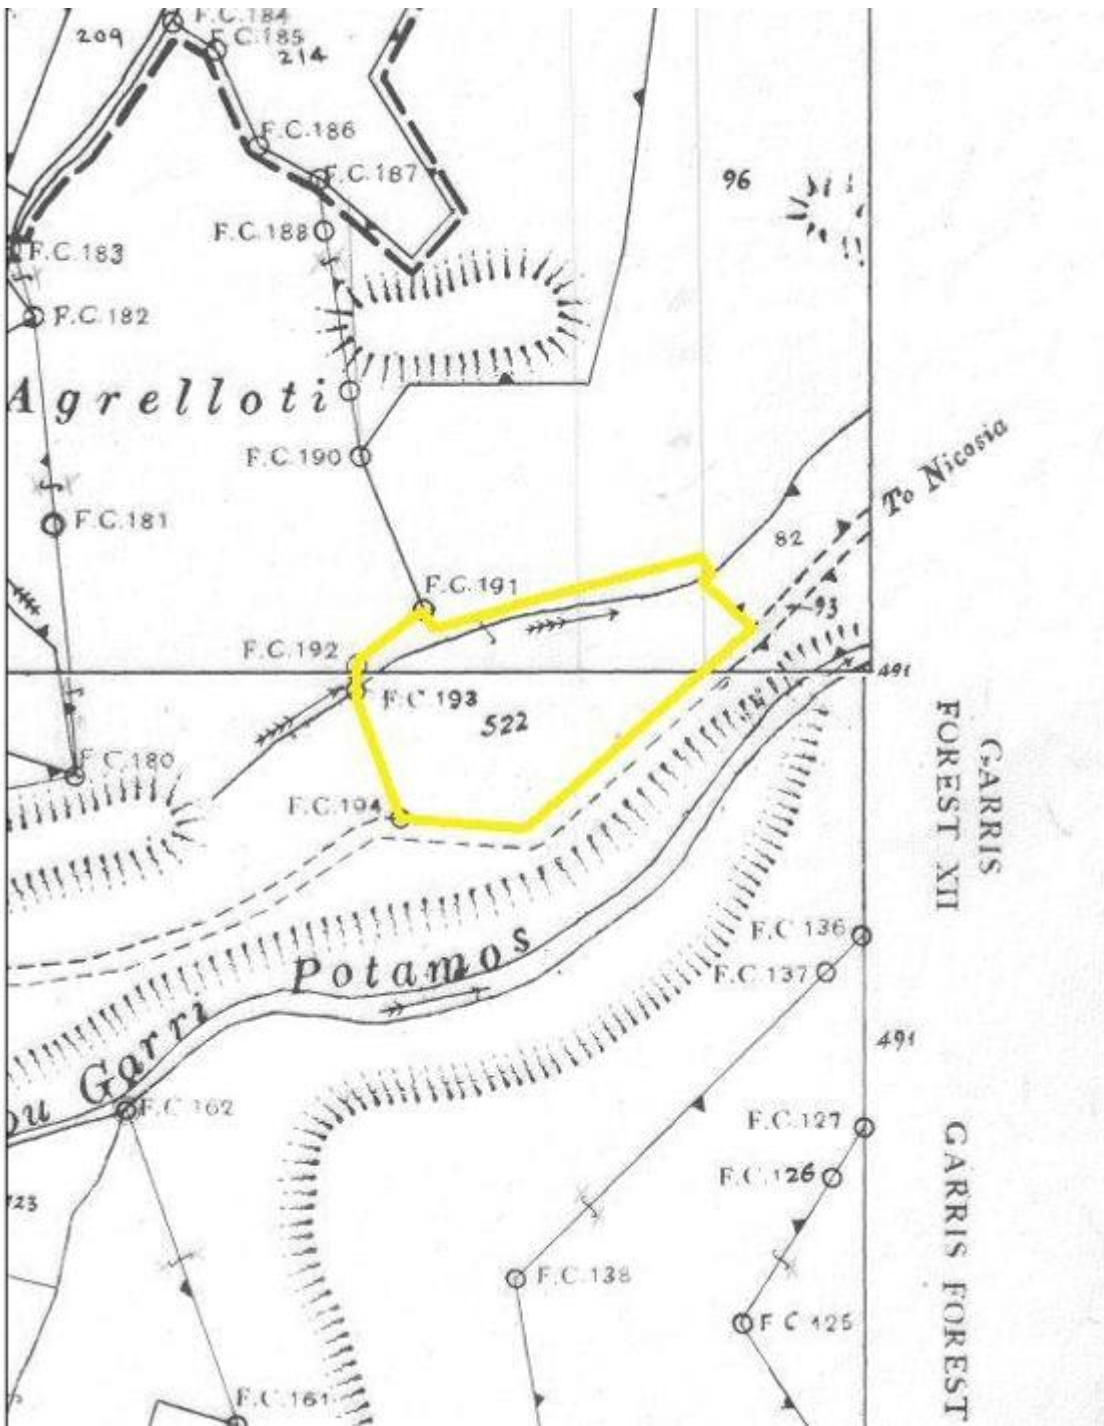 F.C.184
209
F.C.185
214
F.C.186
F.C.187
96
F.C.188
F.C.183
F.C.182
Agrelloti
F.C.190
To Nicosia
F.C.181
82
F.C.191
93
F.C.192
491
F.C.193
522
F.C.180
GARRIS
FOREST XII
F.C.194
F.C.136
Potamos
F.C.137
Garri
491
ou
F.C.162
F.C.127
F.C.126
GARRIS FOREST
F.C.138
F.C.125
F.C.161